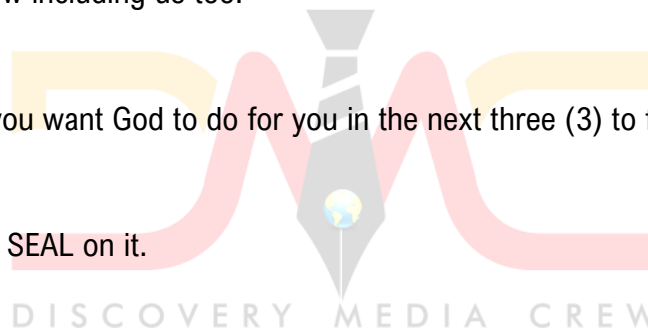 including us too.
you want God to do for you in the next three (3) to
SEAL on it.
DISCOVERY MEDIA CREW